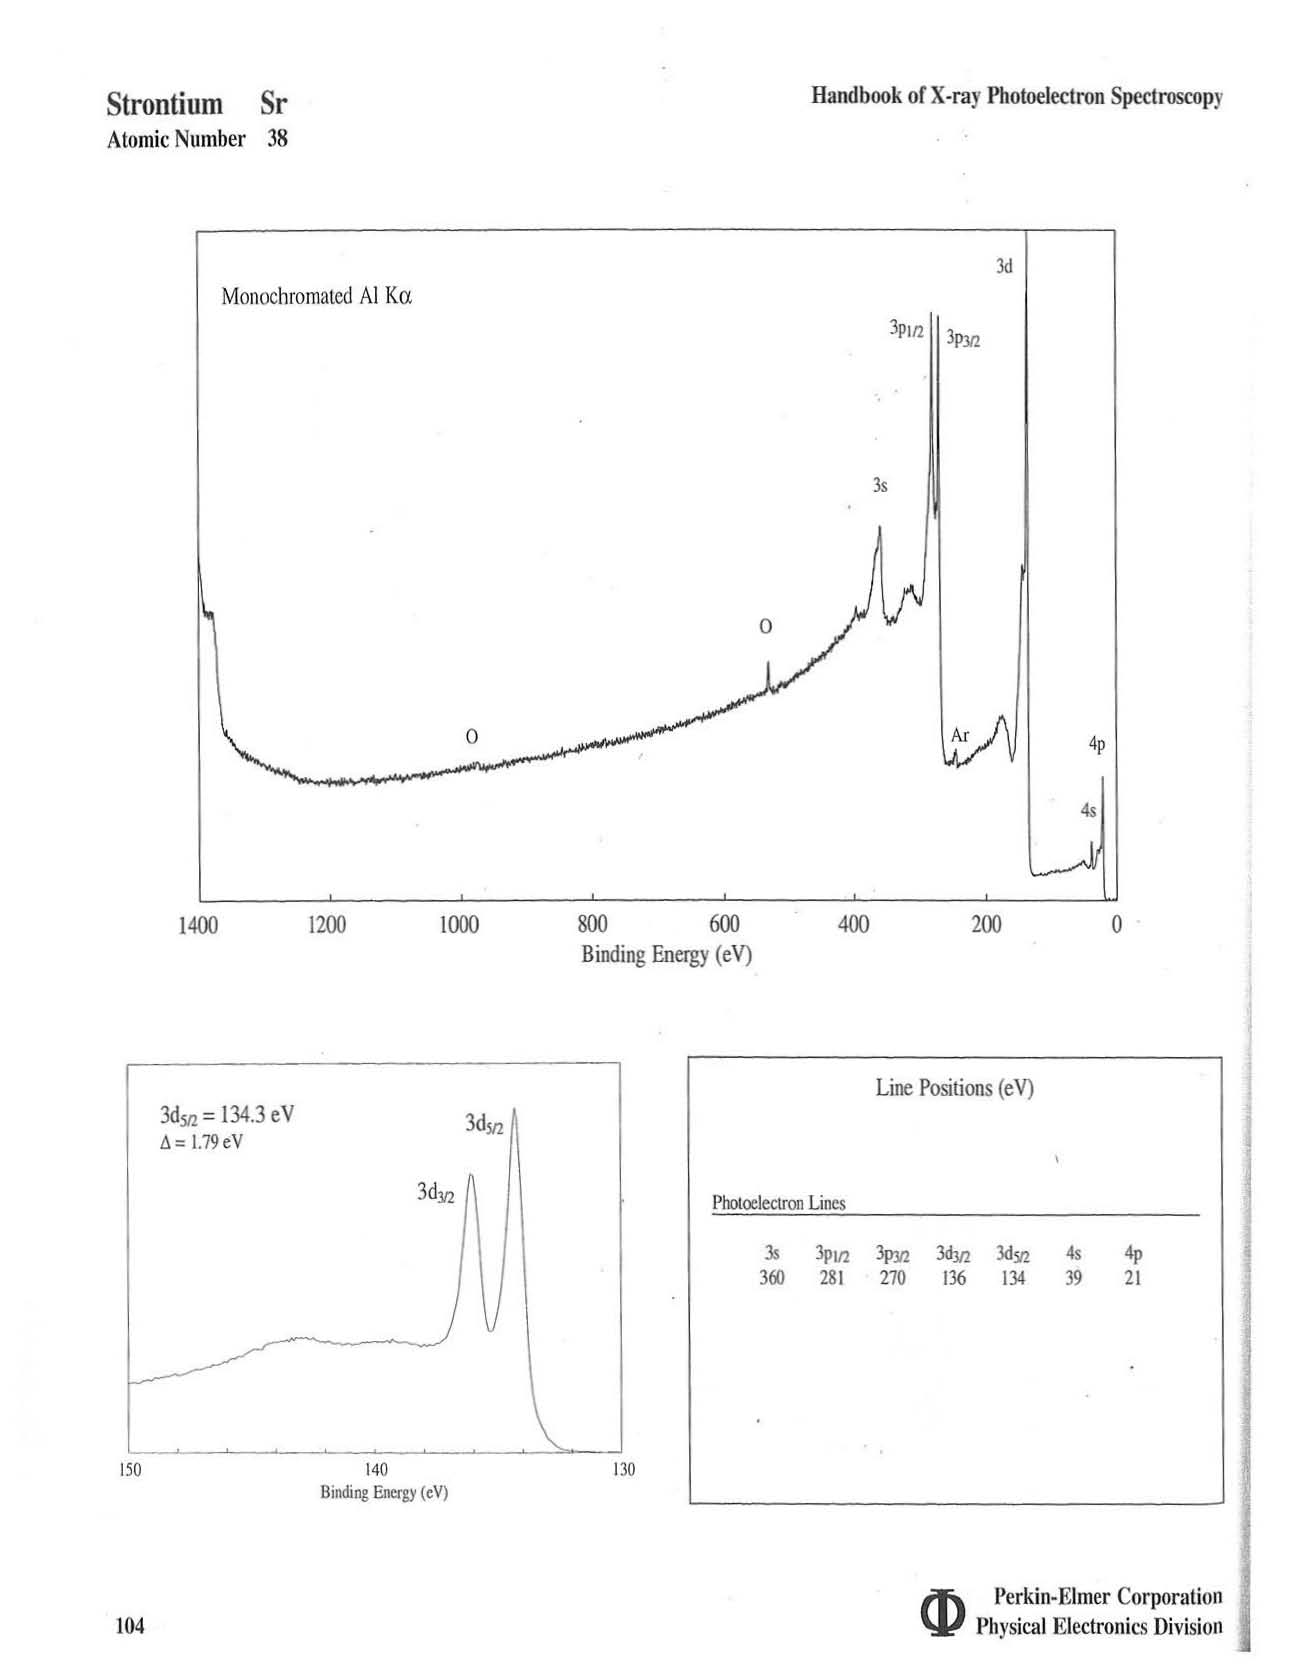 Strontium Sr
Handbook of X-ray Photoelectron Spectroscopy
Atomic Number 38
Monochromated Al Kα
3d
3p1/2
3p3/2
3s
O
O
Ar
4p
4s
1400 1200 1000 800 600 400 200 0
Binding Energy (eV)
3d5/2 = 134.3 eV
Δ = 1.79 eV
3d5/2
3d3/2
150 140 130
Binding Energy (eV)
Line Positions (eV)
Photoelectron Lines
3s 3p1/2 3p3/2 3d3/2 3d5/2 4s 4p
360 281 270 136 134 39 21
Perkin-Elmer Corporation
Physical Electronics Division
104